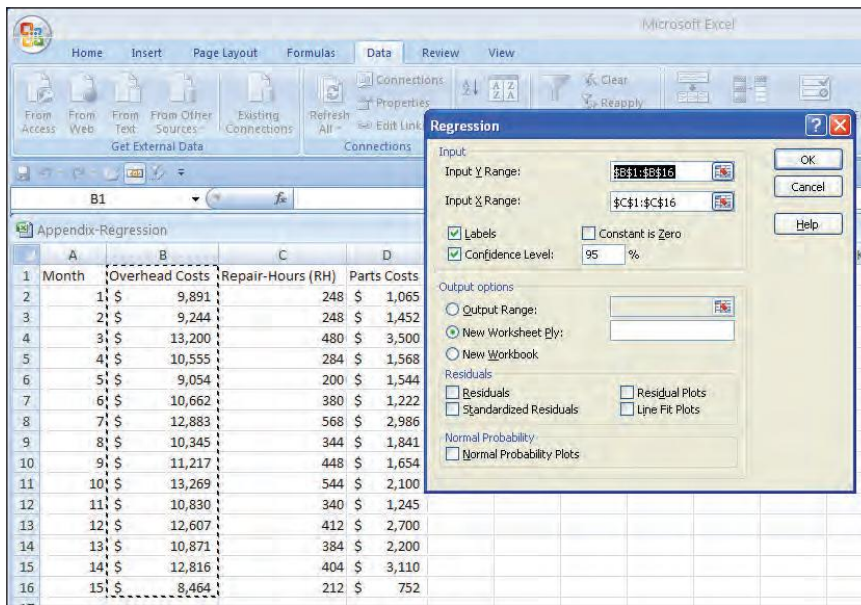 Microsoft Excel
Home Insert Page Layout Formulas Data Review View
From Access
From Web
From Text
From Other Sources
Existing Connections
Refresh All
Connections
Properties
Edit Link
Clear
Reapply
Get External Data
Connections
B1
fx
Appendix-Regression
A B C D
1 Month Overhead Costs Repair-Hours (RH) Parts Costs
2 1 $ 9,891 248 $ 1,065
3 2 $ 9,244 248 $ 1,452
4 3 $ 13,200 480 $ 3,500
5 4 $ 10,555 284 $ 1,568
6 5 $ 9,054 200 $ 1,544
7 6 $ 10,662 380 $ 1,222
8 7 $ 12,883 568 $ 2,986
9 8 $ 10,345 344 $ 1,841
10 9 $ 11,217 448 $ 1,654
11 10 $ 13,269 544 $ 2,100
12 11 $ 10,830 340 $ 1,245
13 12 $ 12,607 412 $ 2,700
14 13 $ 10,871 384 $ 2,200
15 14 $ 12,816 404 $ 3,110
16 15 $ 8,464 212 $ 752
Regression
Input
Input Y Range: $B$1:$B$16
Input X Range: $C$1:$C$16
Labels Constant is Zero
Confidence Level: 95 %
OK
Cancel
Help
Output options
Output Range:
New Worksheet Ply:
New Workbook
Residuals
Residuals Residual Plots
Standardized Residuals Line Fit Plots
Normal Probability
Normal Probability Plots